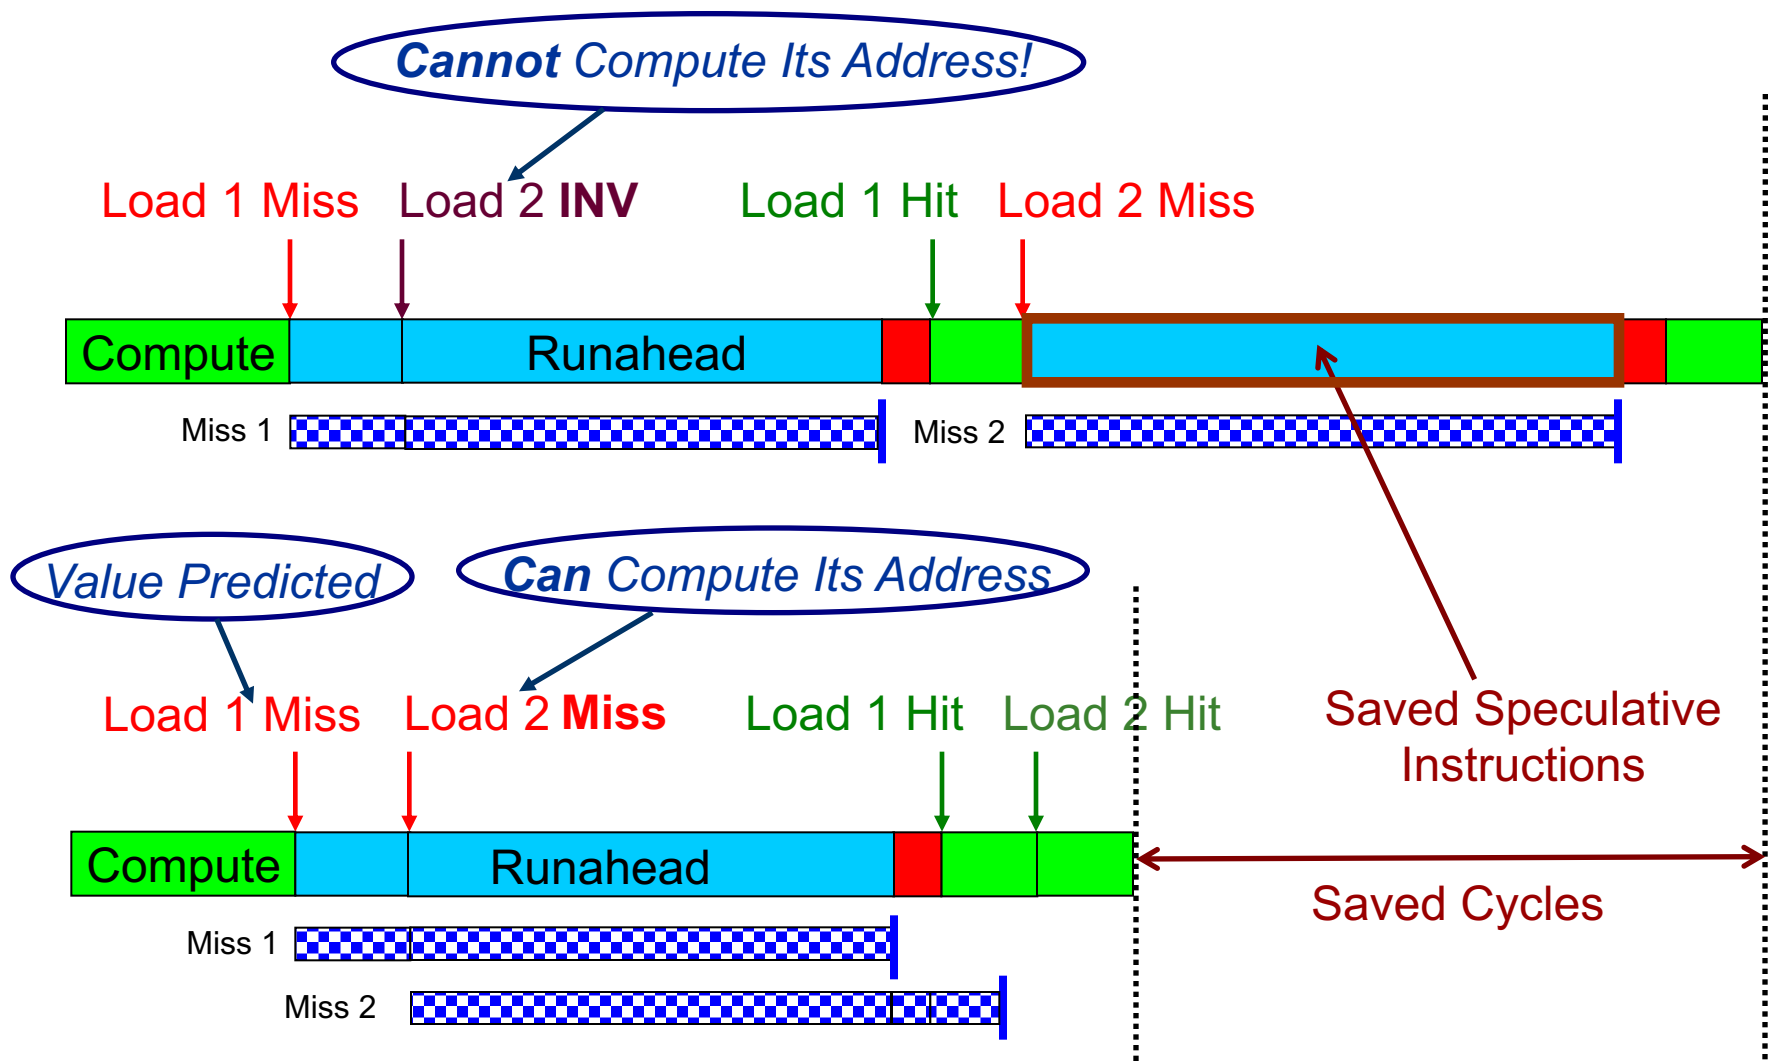 Cannot Compute Its Address!
Load 1 Miss
Load 2 INV
Load 1 Hit
Load 2 Miss
Compute
Runahead
Miss 1
Miss 2
Value Predicted
Can Compute Its Address
Load 1 Miss
Load 2 Miss
Load 1 Hit
Load 2 Hit
Saved Speculative
Instructions
Compute
Runahead
Saved Cycles
Miss 1
Miss 2